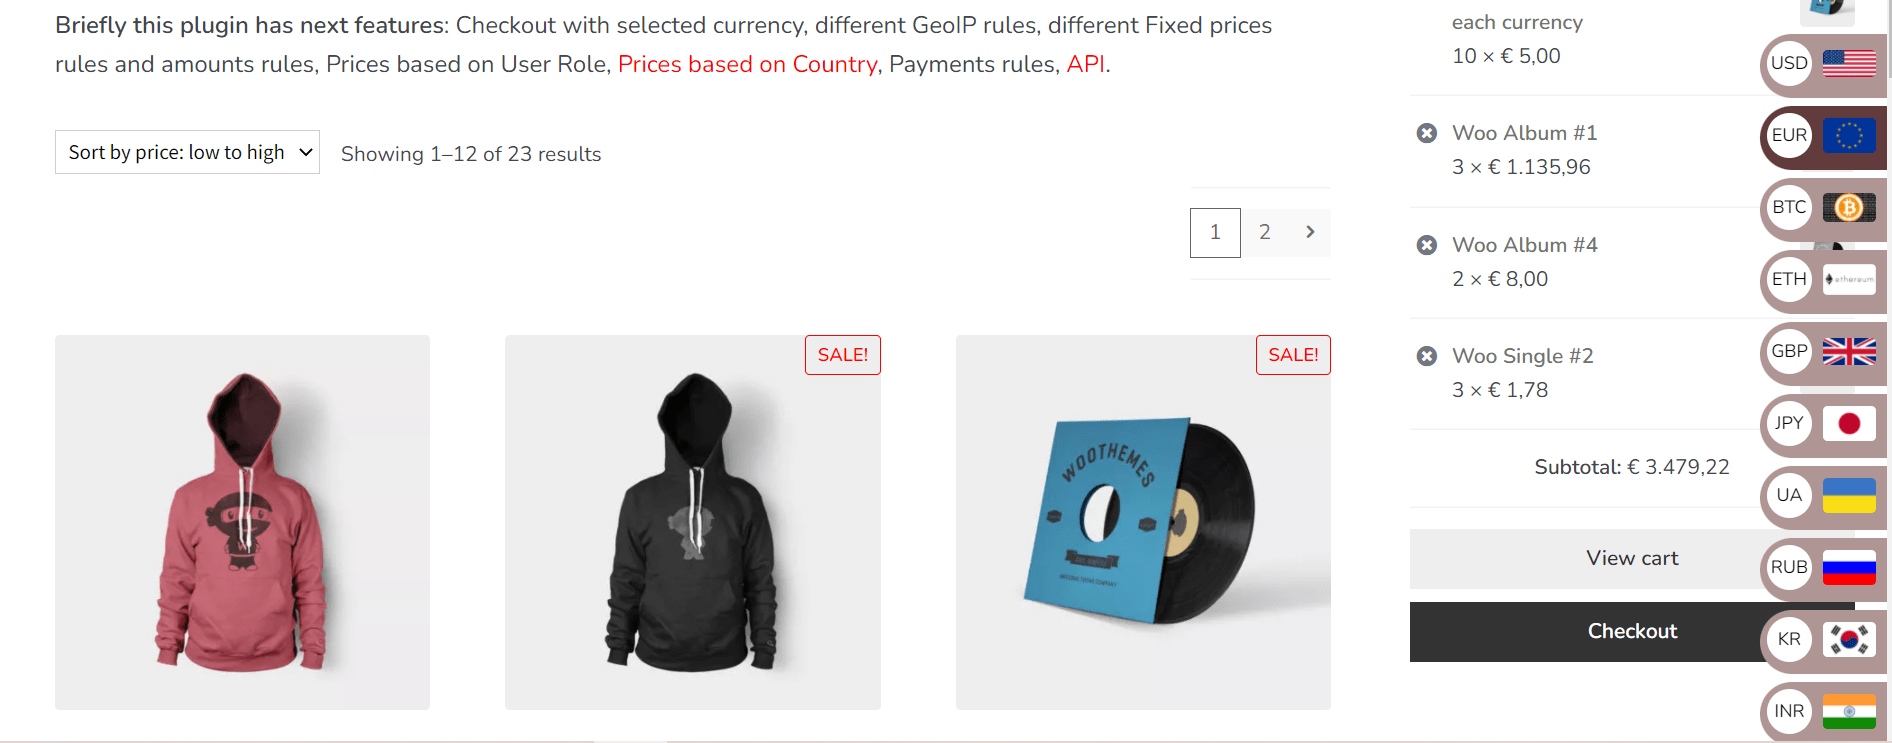 Briefly this plugin has next features: Checkout with selected currency, different GeoIP rules, different Fixed prices
rules and amounts rules, Prices based on User Role, Prices based on Country, Payments rules, API.
Sort by price: low to high
Showing 1–12 of 23 results
1
2
SALE!
SALE!
WOOTHEMES
each currency
10 × € 5,00
Woo Album #1
3 × € 1.135,96
Woo Album #4
2 × € 8,00
Woo Single #2
3 × € 1,78
Subtotal: € 3.479,22
View cart
Checkout
USD
EUR
BTC
ETH
ethereum
GBP
JPY
UA
RUB
KR
INR